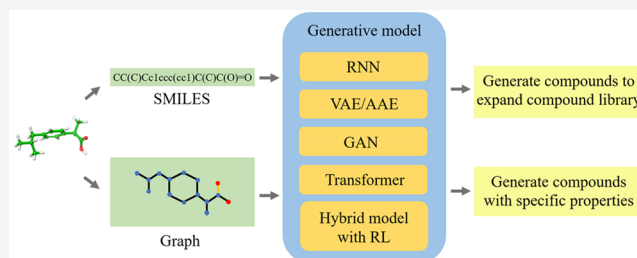 CC(C)Cc1ccc(cc1)C(C)C(O)=O
SMILES
Graph
Generative model
RNN
VAE/AAE
GAN
Transformer
Hybrid model
with RL
Generate compounds to
expand compound library
Generate compounds
with specific properties